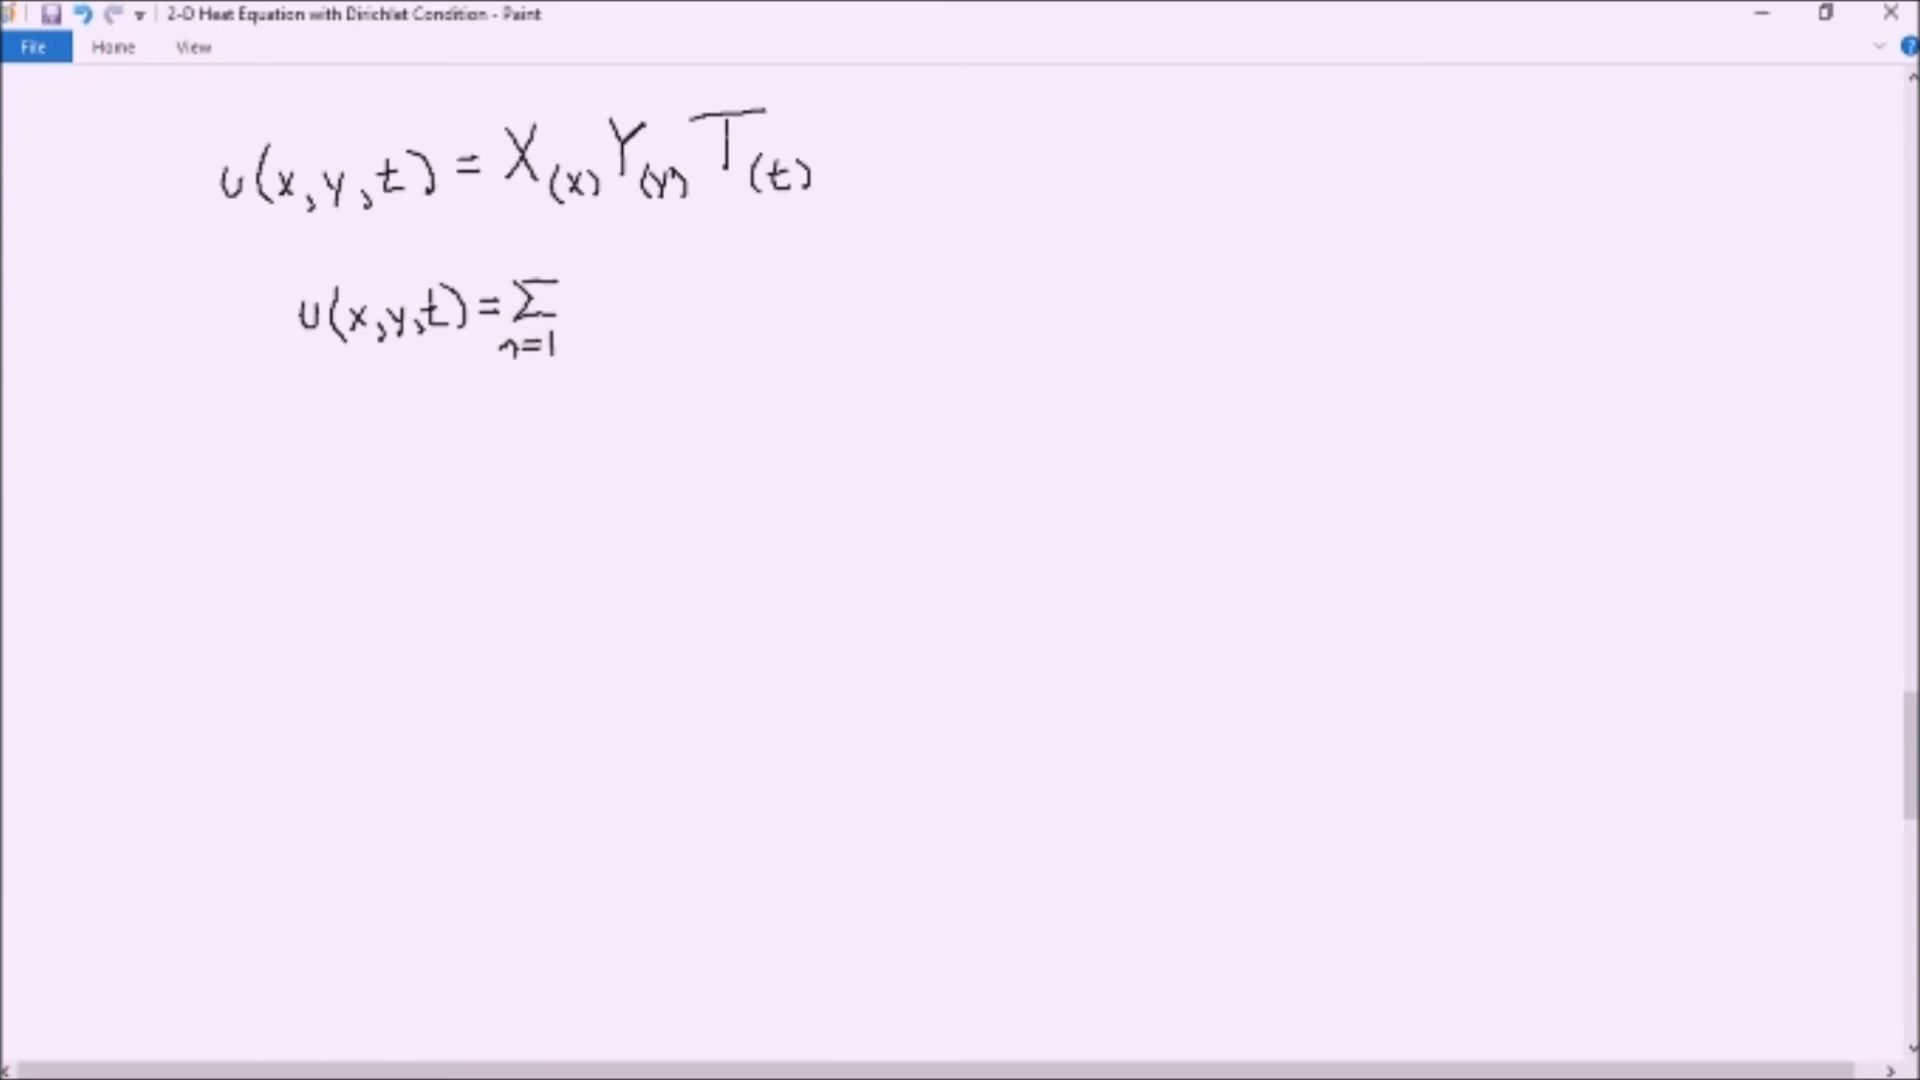 2-D Heat Equation with Dirichlet Condition - Paint
File Home View
u(x,y,t) = X(x) Y(y) T(t)
u(x,y,t) = Σ
n=1